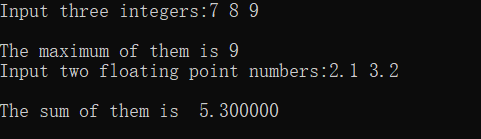 Input three integers:7 8 9
The maximum of them is 9
Input two floating point numbers:2.1 3.2
The sum of them is  5.300000